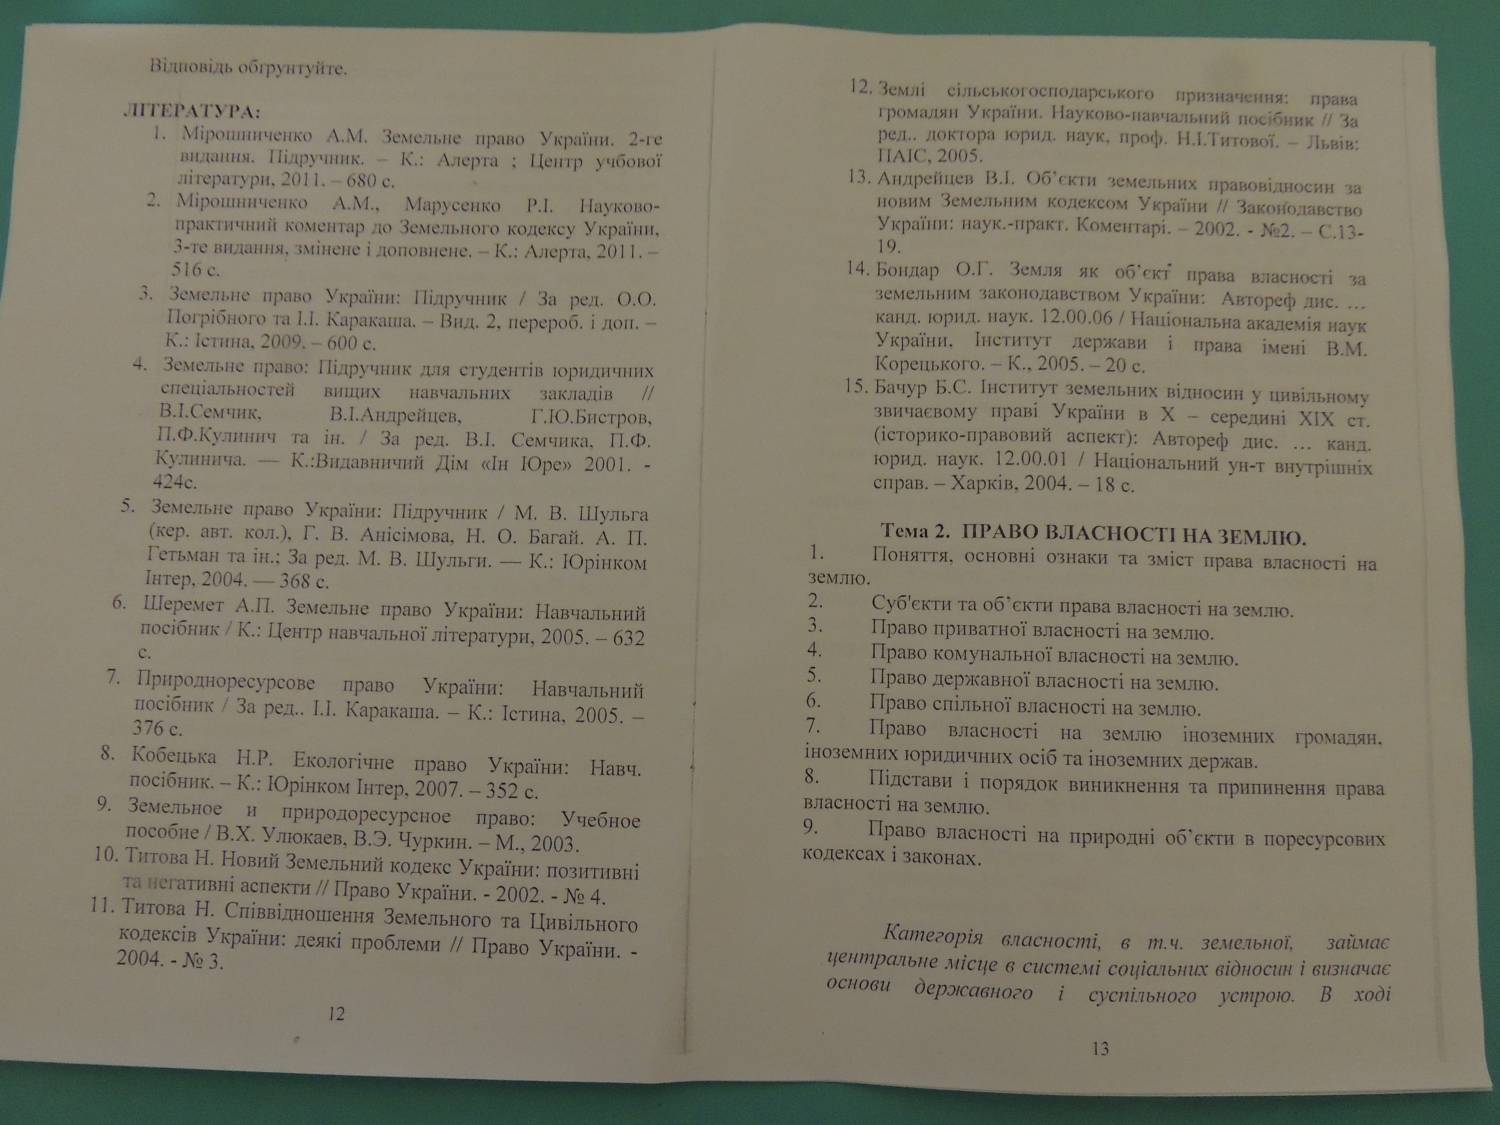 Відповідь обґрунтуйте.
ЛІТЕРАТУРА:
1. Мірошниченко А.М. Земельне право України. 2-ге
видання. Підручник. – К.: Алерта ; Центр учбової
літератури, 2011. – 680 с.
2. Мірошниченко А.М., Марусенко Р.І. Науково-
практичний коментар до Земельного кодексу України,
3-те видання, змінене і доповнене. – К.: Алерта, 2011. –
516 с.
3. Земельне право України: Підручник / За ред. О.О.
Погрібного та І.І. Каракаша. – Вид. 2, перероб. і доп. –
К.: Істина, 2009. – 600 с.
4. Земельне право: Підручник для студентів юридичних
спеціальностей вищих навчальних закладів //
В.І.Семчик, В.І.Андрейцев, Г.Ю.Бистров,
П.Ф.Кулинич та ін. / За ред. В.І. Семчика, П.Ф.
Кулинича. — К.:Видавничий Дім «Ін Юре» 2001. -
424с.
5. Земельне право України: Підручник / М. В. Шульга
(кер. авт. кол.), Г. В. Анісімова, Н. О. Багай. А. П.
Гетьман та ін.; За ред. М. В. Шульги. — К.: Юрінком
Інтер, 2004. — 368 с.
6. Шеремет А.П. Земельне право України: Навчальний
посібник / К.: Центр навчальної літератури, 2005. – 632
с.
7. Природноресурсове право України: Навчальний
посібник / За ред.. І.І. Каракаша. – К.: Істина, 2005. –
376 с.
8. Кобецька Н.Р. Екологічне право України: Навч.
посібник. – К.: Юрінком Інтер, 2007. – 352 с.
9. Земельное и природоресурсное право: Учебное
пособие / В.Х. Улюкаев, В.Э. Чуркин. – М., 2003.
10. Титова Н. Новий Земельний кодекс України: позитивні
та негативні аспекти // Право України. - 2002. - № 4.
11. Титова Н. Співвідношення Земельного та Цивільного
кодексів України: деякі проблеми // Право України. -
2004. - № 3.
12
12. Землі сільськогосподарського призначення: права
громадян України. Науково-навчальний посібник // За
ред.. доктора юрид. наук, проф. Н.І.Титової. – Львів:
ПАІС, 2005.
13. Андрейцев В.І. Об'єкти земельних правовідносин за
новим Земельним кодексом України // Законодавство
України: наук.-практ. Коментарі. – 2002. - №2. – С.13-
19.
14. Бондар О.Г. Земля як об'єкт права власності за
земельним законодавством України: Автореф дис. ...
канд. юрид. наук. 12.00.06 / Національна академія наук
України. Інститут держави і права імені В.М.
Корецького. – К., 2005. – 20 с.
15. Бачур Б.С. Інститут земельних відносин у цивільному
звичаєвому праві України в X – середині XIX ст.
(історико-правовий аспект): Автореф дис. ... канд.
юрид. наук. 12.00.01 / Національний ун-т внутрішніх
справ. – Харків, 2004. – 18 с.
Тема 2. ПРАВО ВЛАСНОСТІ НА ЗЕМЛЮ.
1. Поняття, основні ознаки та зміст права власності на
землю.
2. Суб'єкти та об'єкти права власності на землю.
3. Право приватної власності на землю.
4. Право комунальної власності на землю.
5. Право державної власності на землю.
6. Право спільної власності на землю.
7. Право власності на землю іноземних громадян,
іноземних юридичних осіб та іноземних держав.
8. Підстави і порядок виникнення та припинення права
власності на землю.
9. Право власності на природні об'єкти в поресурсових
кодексах і законах.
Категорія власності, в т.ч. земельної, займає
центральне місце в системі соціальних відносин і визначає
основи державного і суспільного устрою. В ході
13